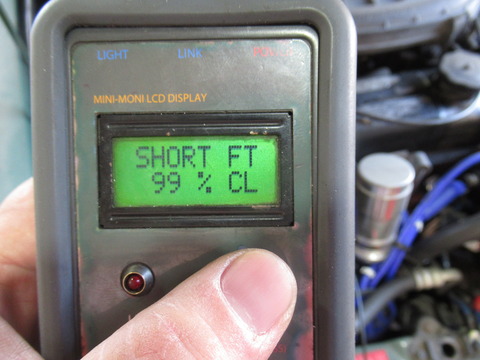 LIGHT LINK
MINI-MONI LCD DISPLAY
SHORT FT
99 % CL